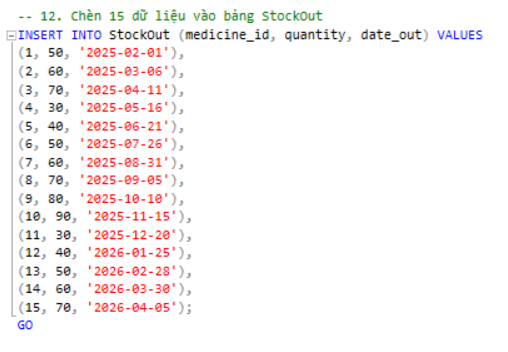 -- 12. Chèn 15 dữ liệu vào bảng StockOut
INSERT INTO StockOut (medicine_id, quantity, date_out) VALUES
(1, 50, '2025-02-01'),
(2, 60, '2025-03-06'),
(3, 70, '2025-04-11'),
(4, 30, '2025-05-16'),
(5, 40, '2025-06-21'),
(6, 50, '2025-07-26'),
(7, 60, '2025-08-31'),
(8, 70, '2025-09-05'),
(9, 80, '2025-10-10'),
(10, 90, '2025-11-15'),
(11, 30, '2025-12-20'),
(12, 40, '2026-01-25'),
(13, 50, '2026-02-28'),
(14, 60, '2026-03-30'),
(15, 70, '2026-04-05');
GO